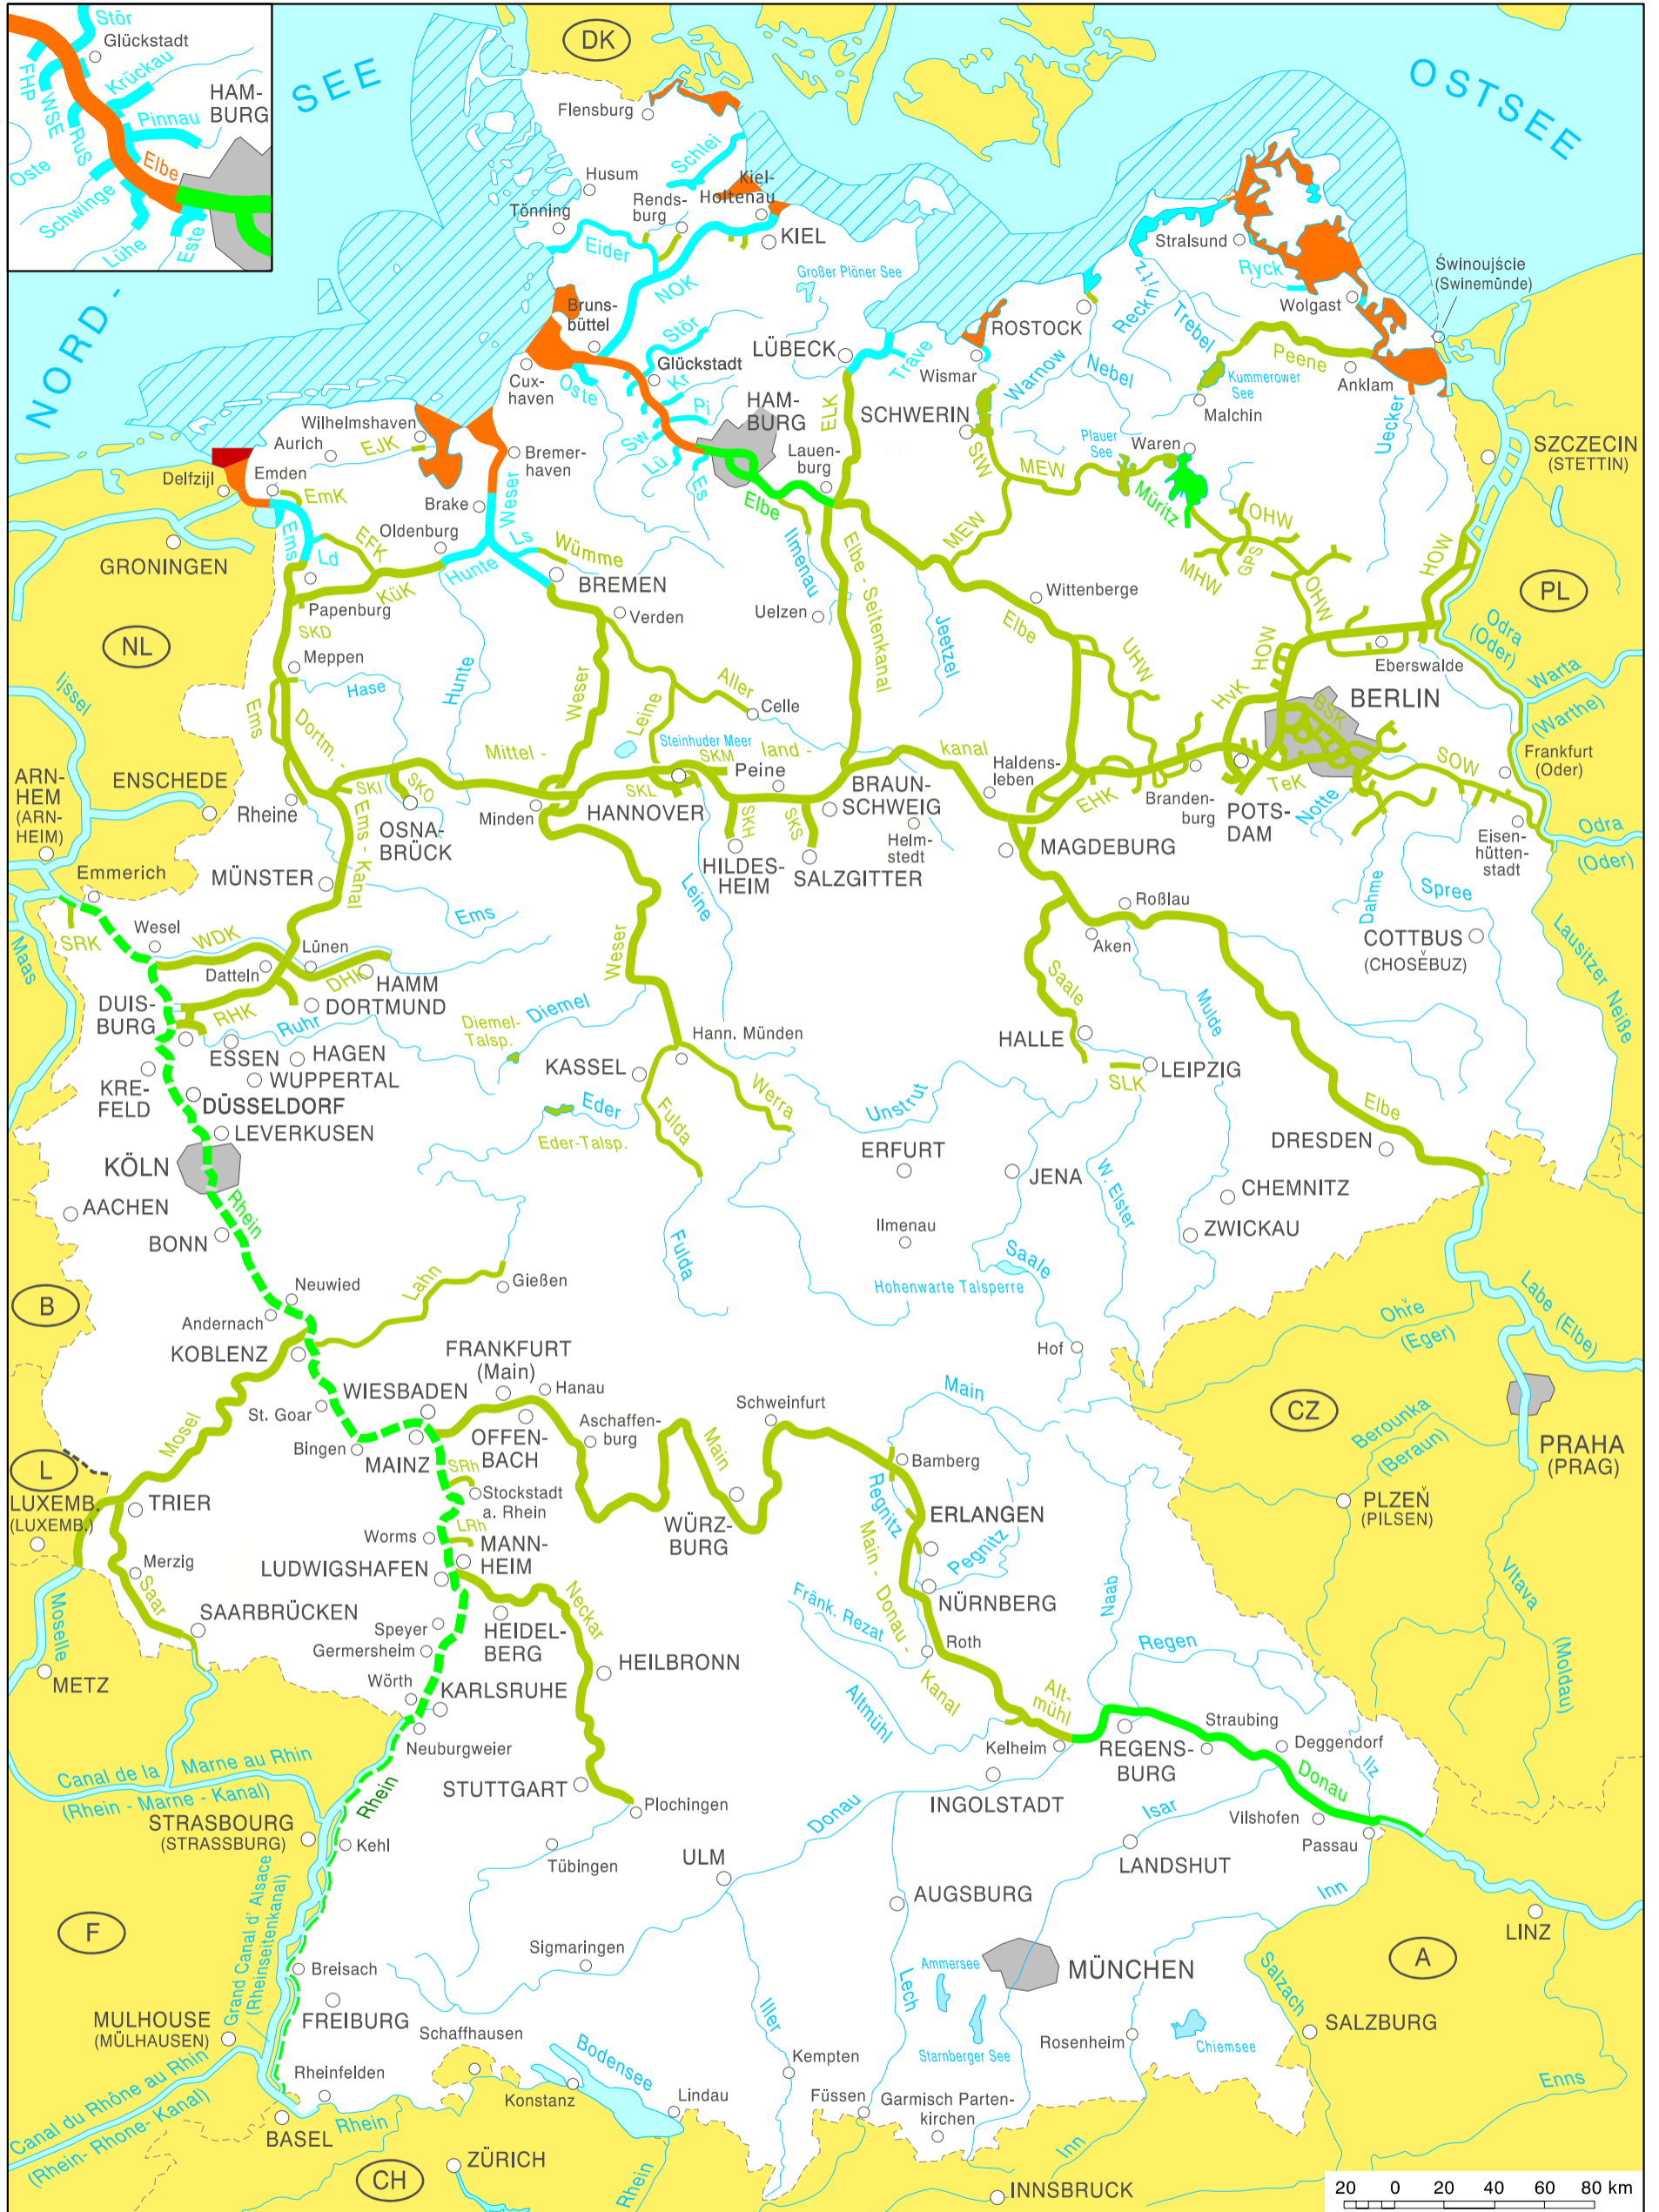 Stör
Glückstadt
Krückau
FHP
WSE
RuS
Pinnau
HAM-
BURG
Oste
Elbe
Schwinge
Lühe
Este
NORD -
SEE
OSTSEE
DK
Flensburg
Schlei
Husum
Kiel-
Holtenau
Rends-
burg
Tönning
Eider
KIEL
NOK
Großer Plöner See
Bruns-
büttel
Stör
Glückstadt
Cux-
haven
Oste
Kr
Pi
Sw
Lü
Es
HAM-
BURG
LÜBECK
Trave
ELK
Lauen-
burg
Elbe
Ilmenau
Wismar
ROSTOCK
Warnow
Nebel
Recknitz
Trebel
Stralsund
Ryck
Wolgast
Świnoujście
(Swinemünde)
Peene
Anklam
Kummerower
See
Malchin
Uecker
SCHWERIN
StW
MEW
Plauer
See
Waren
Müritz
MEW
OHW
MHW
GPS
OHW
HOW
SZCZECIN
(STETTIN)
PL
Wilhelmshaven
Aurich
EJK
Emden
Delfzijl
EmK
Bremer-
haven
Brake
Weser
Oldenburg
EFK
Ems
Ld
Hunte
Ls
Wümme
BREMEN
Verden
KüK
Papenburg
GRONINGEN
NL
SKD
Meppen
Hase
Hunte
Ems
Dortm. -
Ems - Kanal
Weser
Aller
Leine
Celle
Uelzen
Elbe - Seitenkanal
Jeetzel
Wittenberge
Elbe
UHW
HvK
HOW
Eberswalde
Odra
(Oder)
Warta
(Warthe)
BERLIN
BSK
Frankfurt
(Oder)
SOW
TeK
Notte
Mittel -
land -
kanal
Steinhuder Meer
SKM
SKI
SKO
SKL
SKH
SKS
Peine
HANNOVER
Minden
BRAUN-
SCHWEIG
Haldens-
leben
Helm-
stedt
HILDES-
HEIM
SALZGITTER
EHK
Branden-
burg
POTS-
DAM
MAGDEBURG
Eisen-
hütten-
stadt
Odra
(Oder)
Ijssel
ARN-
HEM
(ARN-
HEIM)
ENSCHEDE
Rheine
OSNA-
BRÜCK
Emmerich
MÜNSTER
SRK
Maas
Wesel
WDK
Lünen
Datteln
DHK
HAMM
DORTMUND
DUIS-
BURG
RHK
Ruhr
ESSEN
HAGEN
WUPPERTAL
KRE-
FELD
DÜSSELDORF
LEVERKUSEN
KÖLN
AACHEN
BONN
Rhein
Ems
Leine
Weser
Diemel
Diemel-
Talsp.
Hann. Münden
KASSEL
Eder
Eder-Talsp.
Fulda
Werra
Fulda
Roßlau
Aken
Saale
Mulde
HALLE
LEIPZIG
SLK
Unstrut
ERFURT
JENA
Ilmenau
W. Elster
CHEMNITZ
ZWICKAU
Saale
Hohenwarte Talsperre
Hof
Dahme
Spree
COTTBUS
(CHOSEBUZ)
Lausitzer Neiße
Elbe
DRESDEN
Labe (Elbe)
Ohře
(Eger)
CZ
Berounka
(Beraun)
PRAHA
(PRAG)
PLZEŇ
(PILSEN)
Vltava
(Moldau)
B
Neuwied
Andernach
KOBLENZ
Lahn
Gießen
FRANKFURT
(Main)
Hanau
WIESBADEN
St. Goar
Bingen
MAINZ
OFFEN-
BACH
Aschaffen-
burg
Mosel
L
LUXEMB.
(LUXEMB.)
TRIER
Merzig
Saar
SAARBRÜCKEN
Moselle
METZ
SRh
Stockstadt
a. Rhein
LRh
Worms
MANN-
HEIM
LUDWIGSHAFEN
Speyer
HEIDEL-
BERG
Germersheim
Wörth
KARLSRUHE
Neckar
HEILBRONN
Neuburgweier
STUTTGART
Plochingen
Tübingen
Main
WÜRZ-
BURG
Schweinfurt
Main
Bamberg
Regnitz
ERLANGEN
Pegnitz
Main - Donau -
Kanal
NÜRNBERG
Fränk. Rezat
Roth
Altmühl
Alt-
mühl
Naab
Regen
Kelheim
REGENS-
BURG
Straubing
Deggendorf
Ilz
Donau
Vilshofen
Passau
INGOLSTADT
Isar
LANDSHUT
Inn
LINZ
A
Canal de la Marne au Rhin
(Rhein - Marne - Kanal)
STRASBOURG
(STRASSBURG)
Rhein
Kehl
F
Grand Canal d' Alsace
(Rheinseitenkanal)
Breisach
FREIBURG
MULHOUSE
(MÜLHAUSEN)
Canal du Rhône au Rhin
(Rhein- Rhone- Kanal)
Rheinfelden
BASEL
Rhein
Schaffhausen
Konstanz
Bodensee
Lindau
ZÜRICH
CH
Rhein
Sigmaringen
ULM
Donau
Iller
AUGSBURG
Lech
Ammersee
Starnberger See
MÜNCHEN
Kempten
Füssen
Garmisch Parten-
kirchen
Rosenheim
Chiemsee
Salzach
SALZBURG
Enns
Inn
INNSBRUCK
20 0 20 40 60 80 km